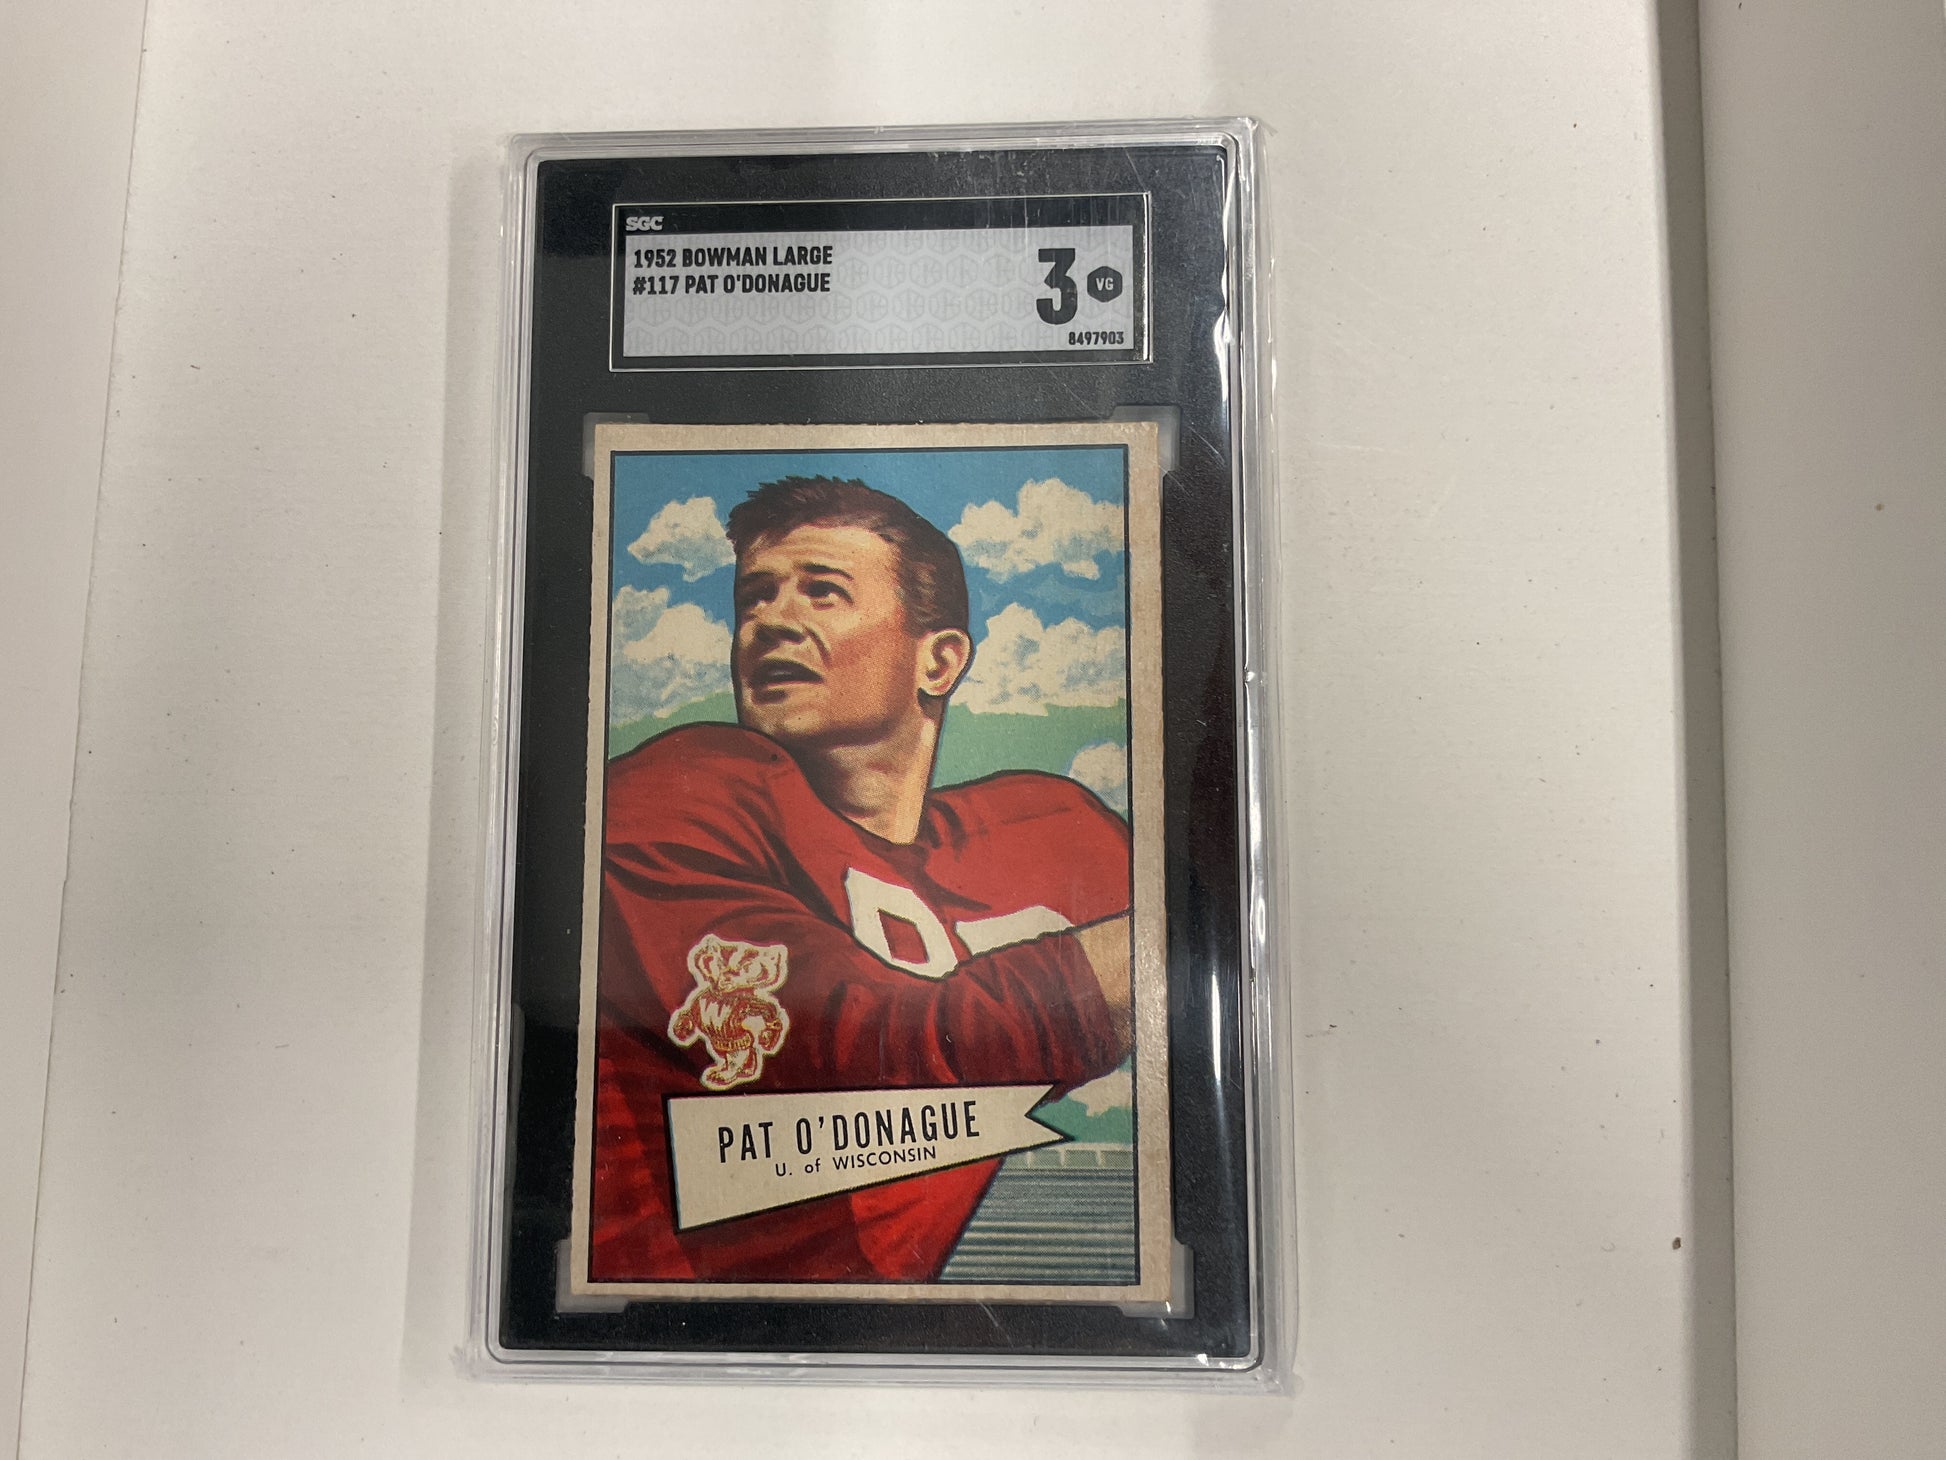 SGC
1952 BOWMAN LARGE
#117 PAT O'DONAGUE
3 VG
8497903
W
PAT O'DONAGUE
U. of WISCONSIN